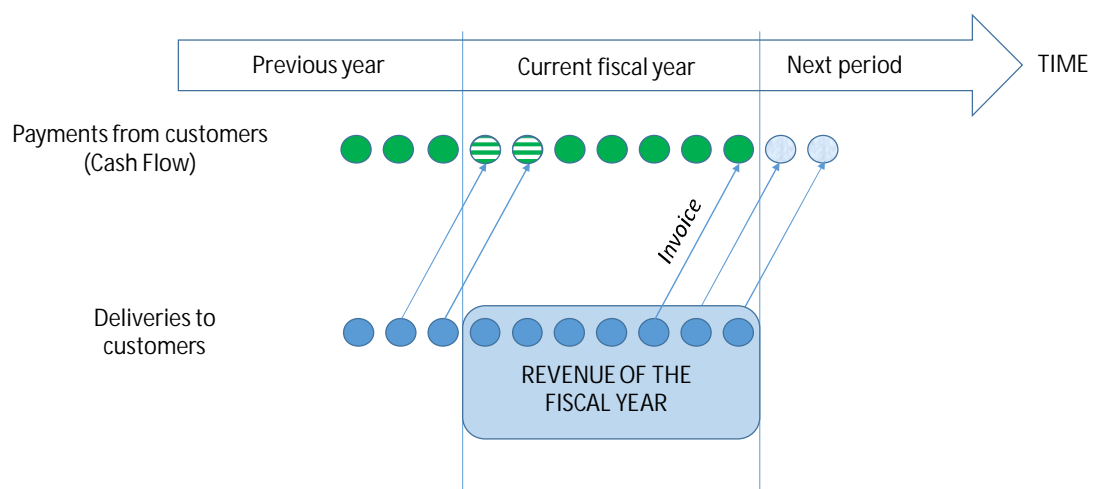 Previous year
Current fiscal year
Next period
TIME
Payments from customers
(Cash Flow)
Invoice
Deliveries to
customers
REVENUE OF THE
FISCAL YEAR